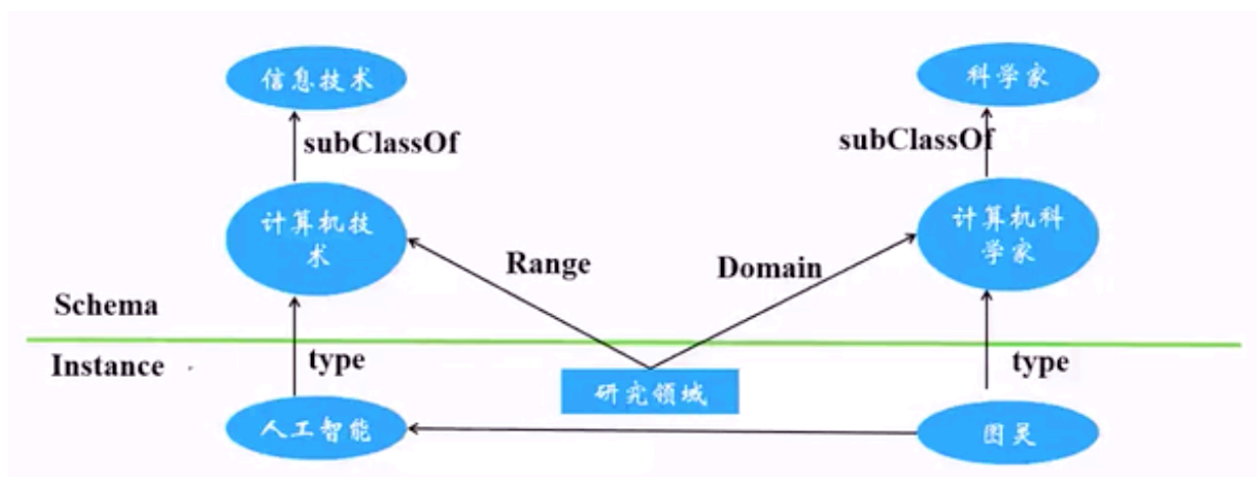 信息技术
科学家
subClassOf
subClassOf
计算机技
术
计算机科
学家
Range
Domain
Schema
Instance
type
type
研究领域
人工智能
图灵